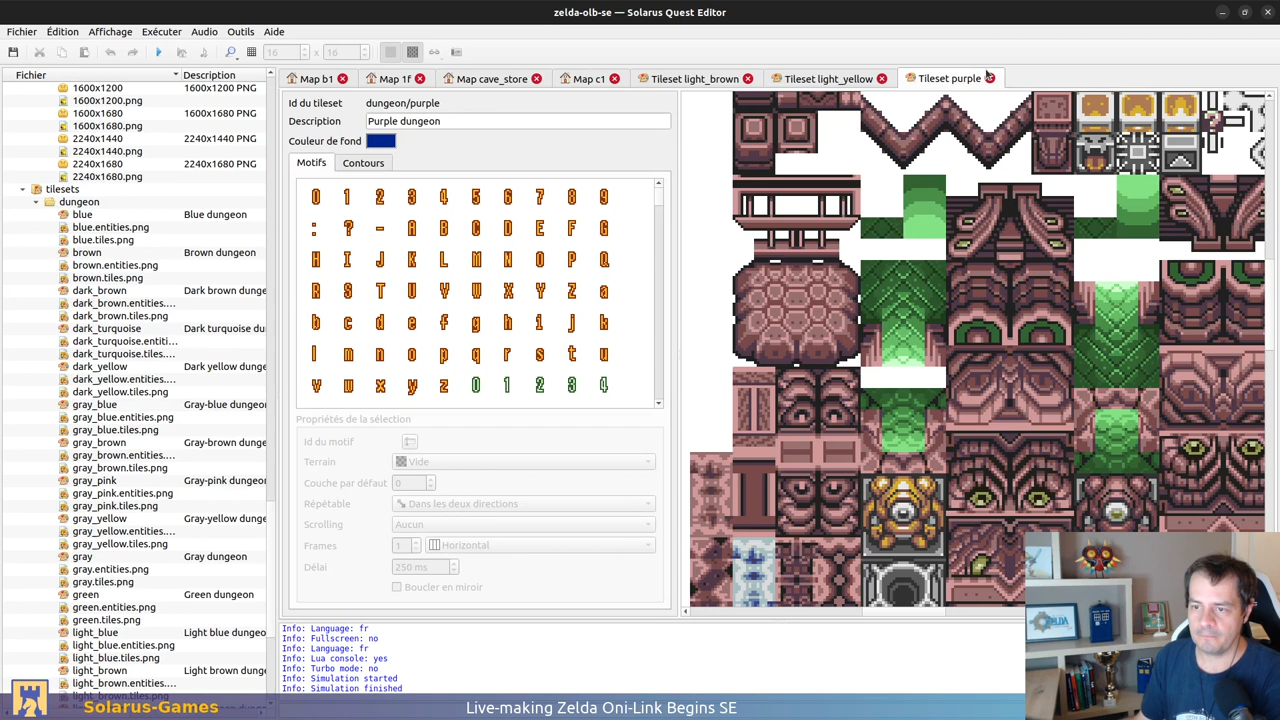 zelda-olb-se — Solarus Quest Editor
Fichier Édition Affichage Exécuter Audio Outils Aide
16 x 16
Fichier Description
Map b1 Map 1f Map cave_store Map c1 Tileset light_brown Tileset light_yellow Tileset purple
1600x1200 1600x1200 PNG
1600x1200.png
1600x1680 1600x1680 PNG
1600x1680.png
2240x1440 2240x1440 PNG
2240x1440.png
2240x1680 2240x1680 PNG
2240x1680.png
tilesets
dungeon
blue Blue dungeon
blue.entities.png
blue.tiles.png
brown Brown dungeon
brown.entities.png
brown.tiles.png
dark_brown Dark brown dungeon
dark_brown.entities....
dark_brown.tiles.png
dark_turquoise Dark turquoise du
dark_turquoise.entiti...
dark_turquoise.tiles....
dark_yellow Dark yellow dunge
dark_yellow.entities....
dark_yellow.tiles.png
gray_blue Gray-blue dungeor
gray_blue.entities.png
gray_blue.tiles.png
gray_brown Gray-brown dunge
gray_brown.entities....
gray_brown.tiles.png
gray_pink Gray-pink dungeor
gray_pink.entities.png
gray_pink.tiles.png
gray_yellow Gray-yellow dunge
gray_yellow.entities....
gray_yellow.tiles.png
gray Gray dungeon
gray.entities.png
gray.tiles.png
green Green dungeon
green.entities.png
green.tiles.png
light_blue Light blue dungeon
light_blue.entities.png
light_blue.tiles.png
light_brown Light brown dunge
light_brown.entities....
Id du tileset dungeon/purple
Description Purple dungeon
Couleur de fond
Motifs Contours
0 1 2 3 4 5 6 7 8 9
: ? - A B C D E F G
H I J K L M N O P Q
R S T U V W X Y Z a
b c d e f g h i j k
l m n o p q r s t u
v w x y z 0 1 2 3 4
Propriétés de la sélection
Id du motif
Terrain Vide
Couche par défaut 0
Répétable Dans les deux directions
Scrolling Aucun
Frames 1 Horizontal
Délai 250 ms
Boucler en miroir
Info: Language: fr
Info: Fullscreen: no
Info: Language: fr
Info: Lua console: yes
Info: Turbo mode: no
Info: Simulation started
Info: Simulation finished
Solarus-Games
Live-making Zelda Oni-Link Begins SE